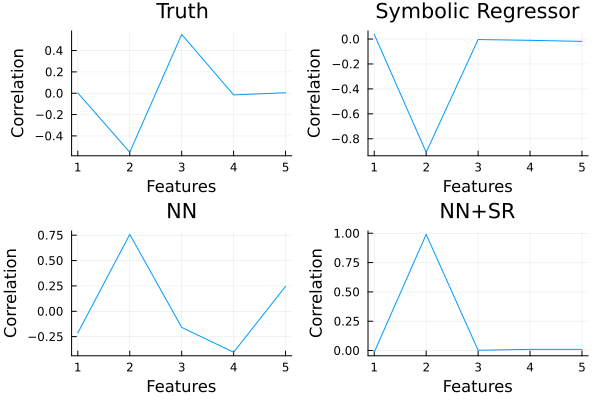 Truth
0.4
0.2
0.0
−0.2
−0.4
Correlation
1 2 3 4 5
Features
Symbolic Regressor
0.0
−0.2
−0.4
−0.6
−0.8
Correlation
1 2 3 4 5
Features
NN
0.75
0.50
0.25
0.00
−0.25
Correlation
1 2 3 4 5
Features
NN+SR
1.00
0.75
0.50
0.25
0.00
Correlation
1 2 3 4 5
Features